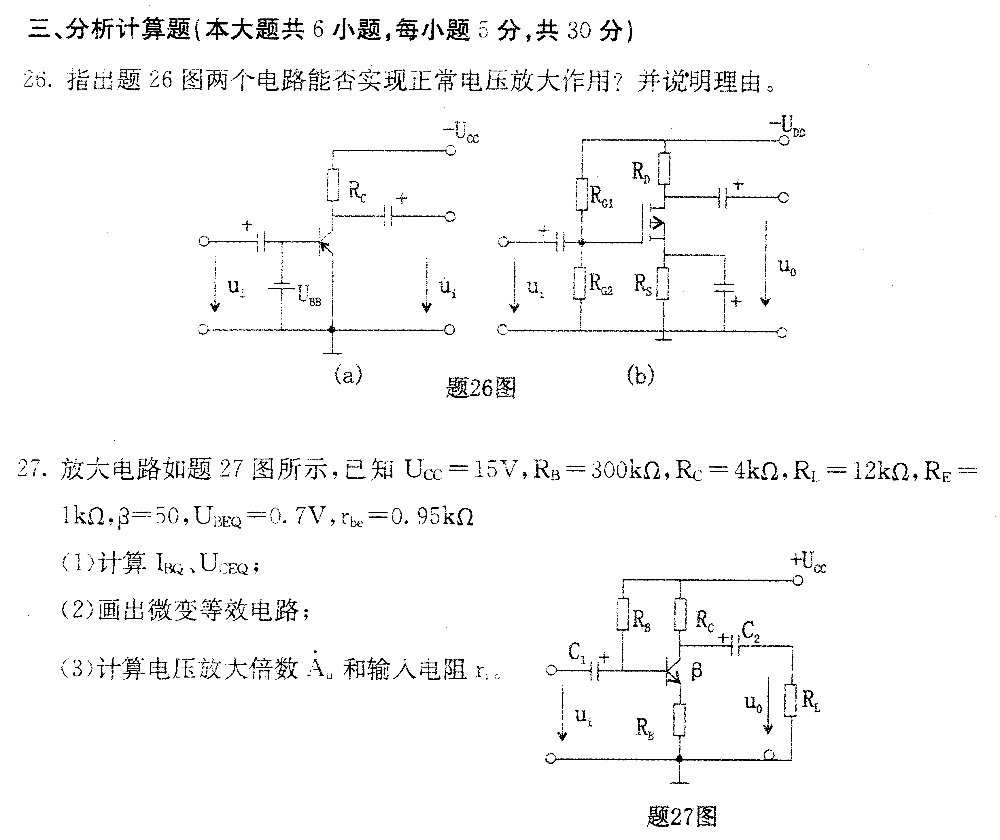 三、分析计算题(本大题共 6 小题,每小题 5 分,共 30 分)
26. 指出题 26 图两个电路能否实现正常电压放大作用? 并说明理由。
-U_CC
R_C
+
+
u_i
U_BB
u_i
(a)
-U_DD
R_D
+
R_G1
+
u_i
R_G2
R_S
+
u_0
(b)
题26图
27. 放大电路如题 27 图所示,已知 U_CC=15V,R_B=300kΩ,R_C=4kΩ,R_L=12kΩ,R_E=
1kΩ,β=50,U_BEQ=0.7V,r_be=0.95kΩ
(1)计算 I_BQ、U_CEQ;
(2)画出微变等效电路;
(3)计算电压放大倍数 Ȧ_u 和输入电阻 r_i。
+U_CC
R_B
R_C
+
C_2
C_1
+
β
u_i
R_E
u_0
R_L
题27图